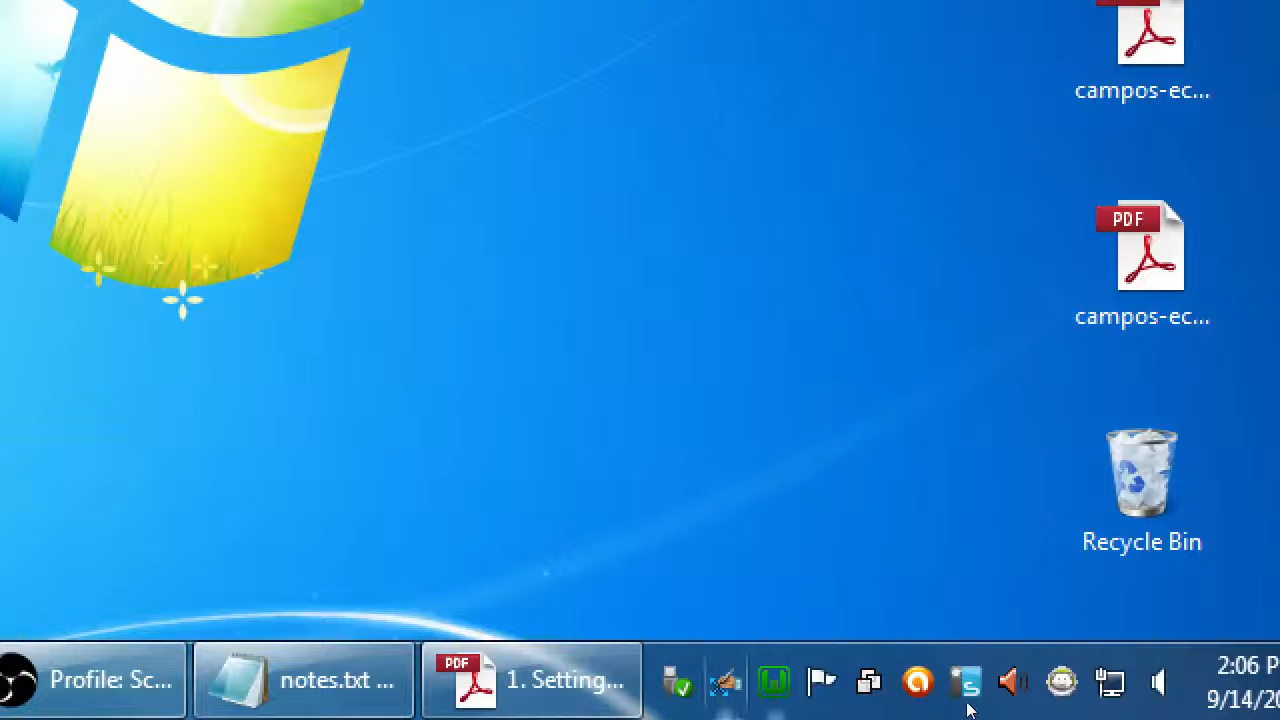 campos-ec...
PDF
campos-ec...
Recycle Bin
Profile: Sc...
notes.txt ...
PDF
1. Setting...
2:06 P
9/14/20